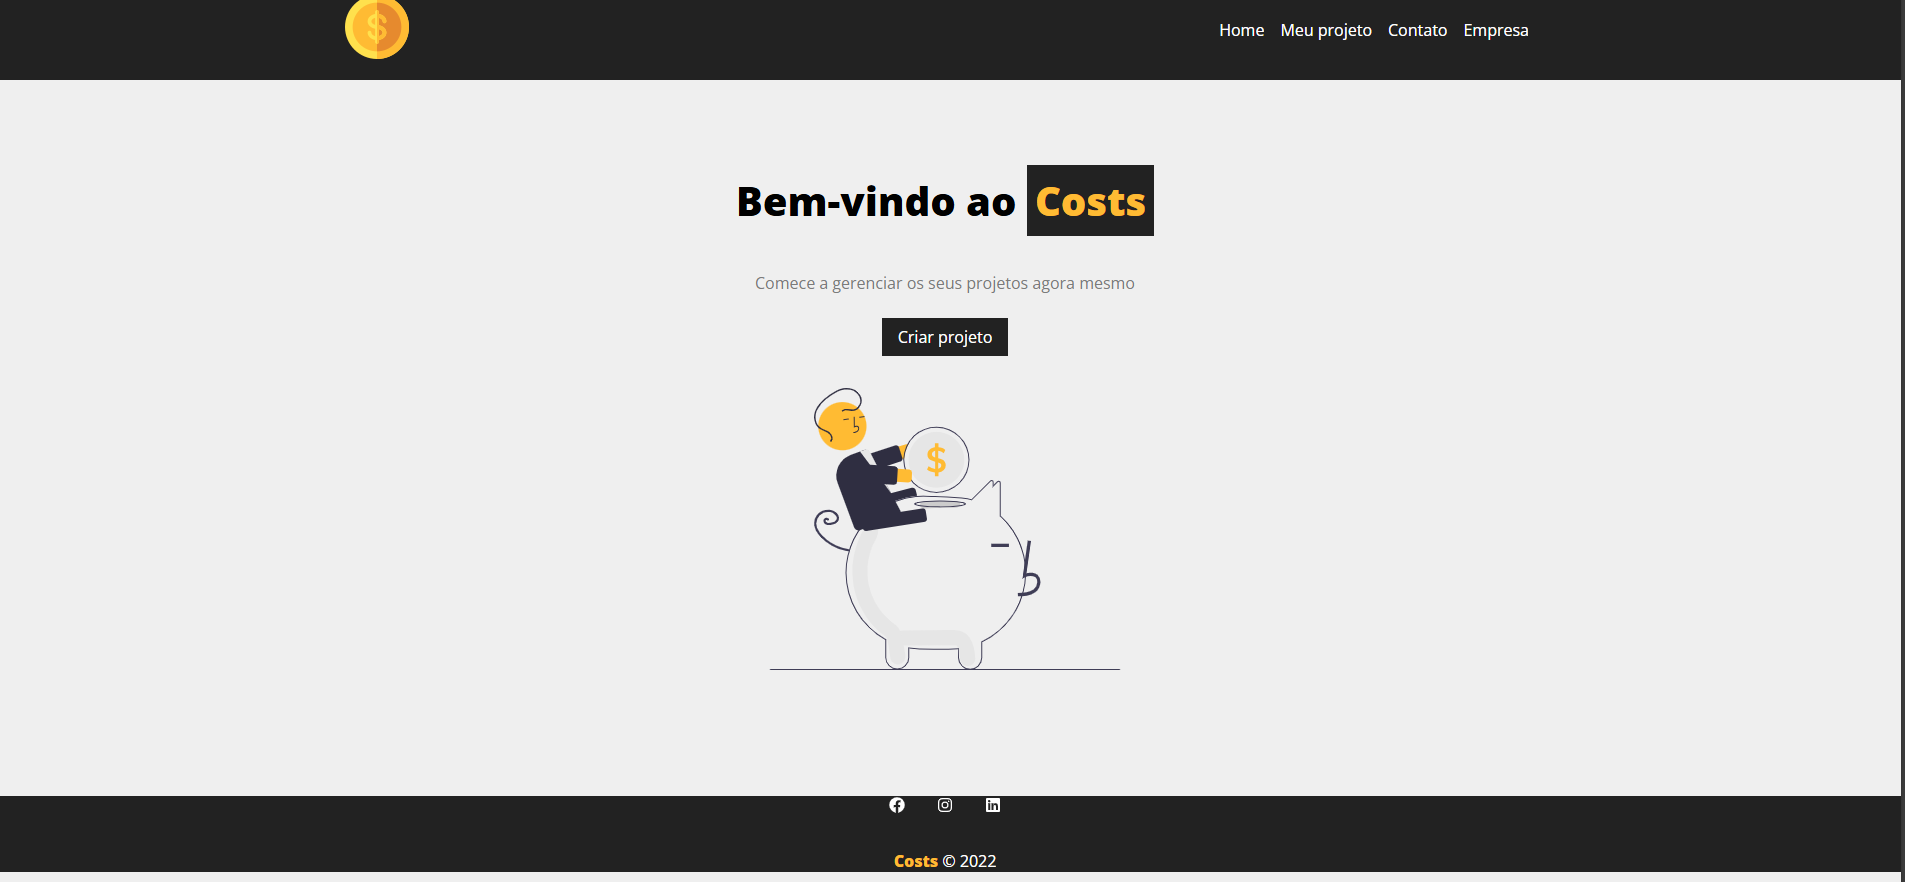 $
Home Meu projeto Contato Empresa
Bem-vindo ao Costs
Comece a gerenciar os seus projetos agora mesmo
Criar projeto
$
Costs © 2022